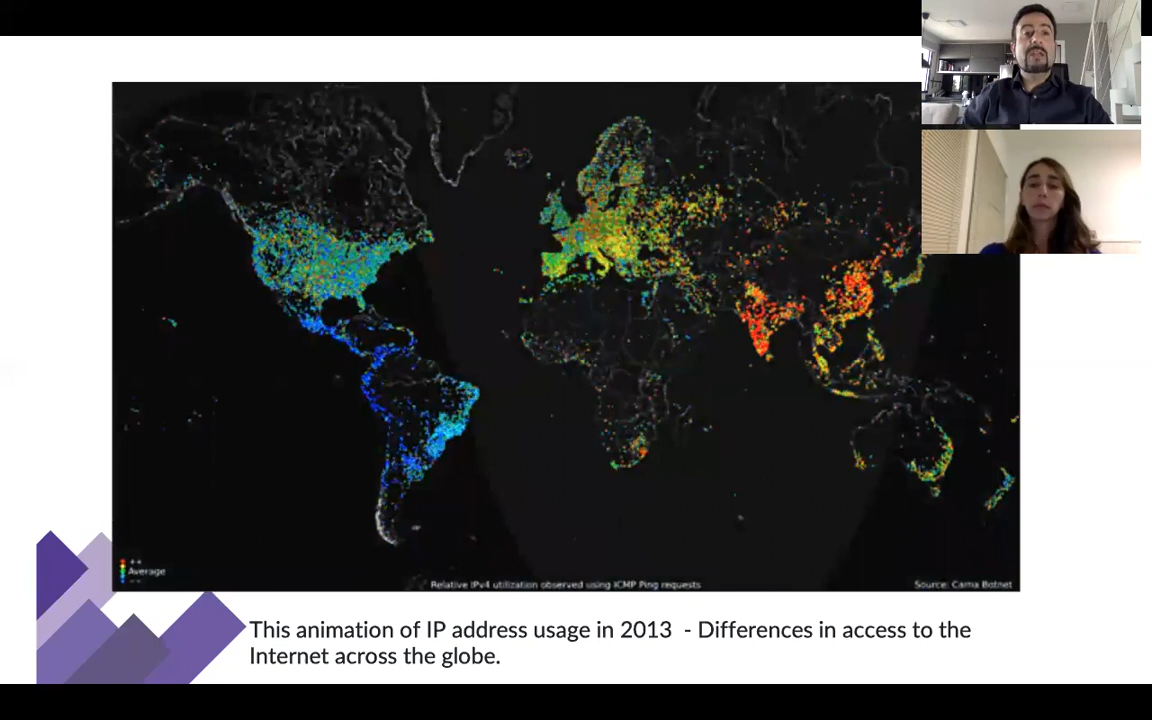 ++
Average
--
Relative IPv4 utilization observed using ICMP Ping requests
Source: Carna Botnet
This animation of IP address usage in 2013 - Differences in access to the
Internet across the globe.